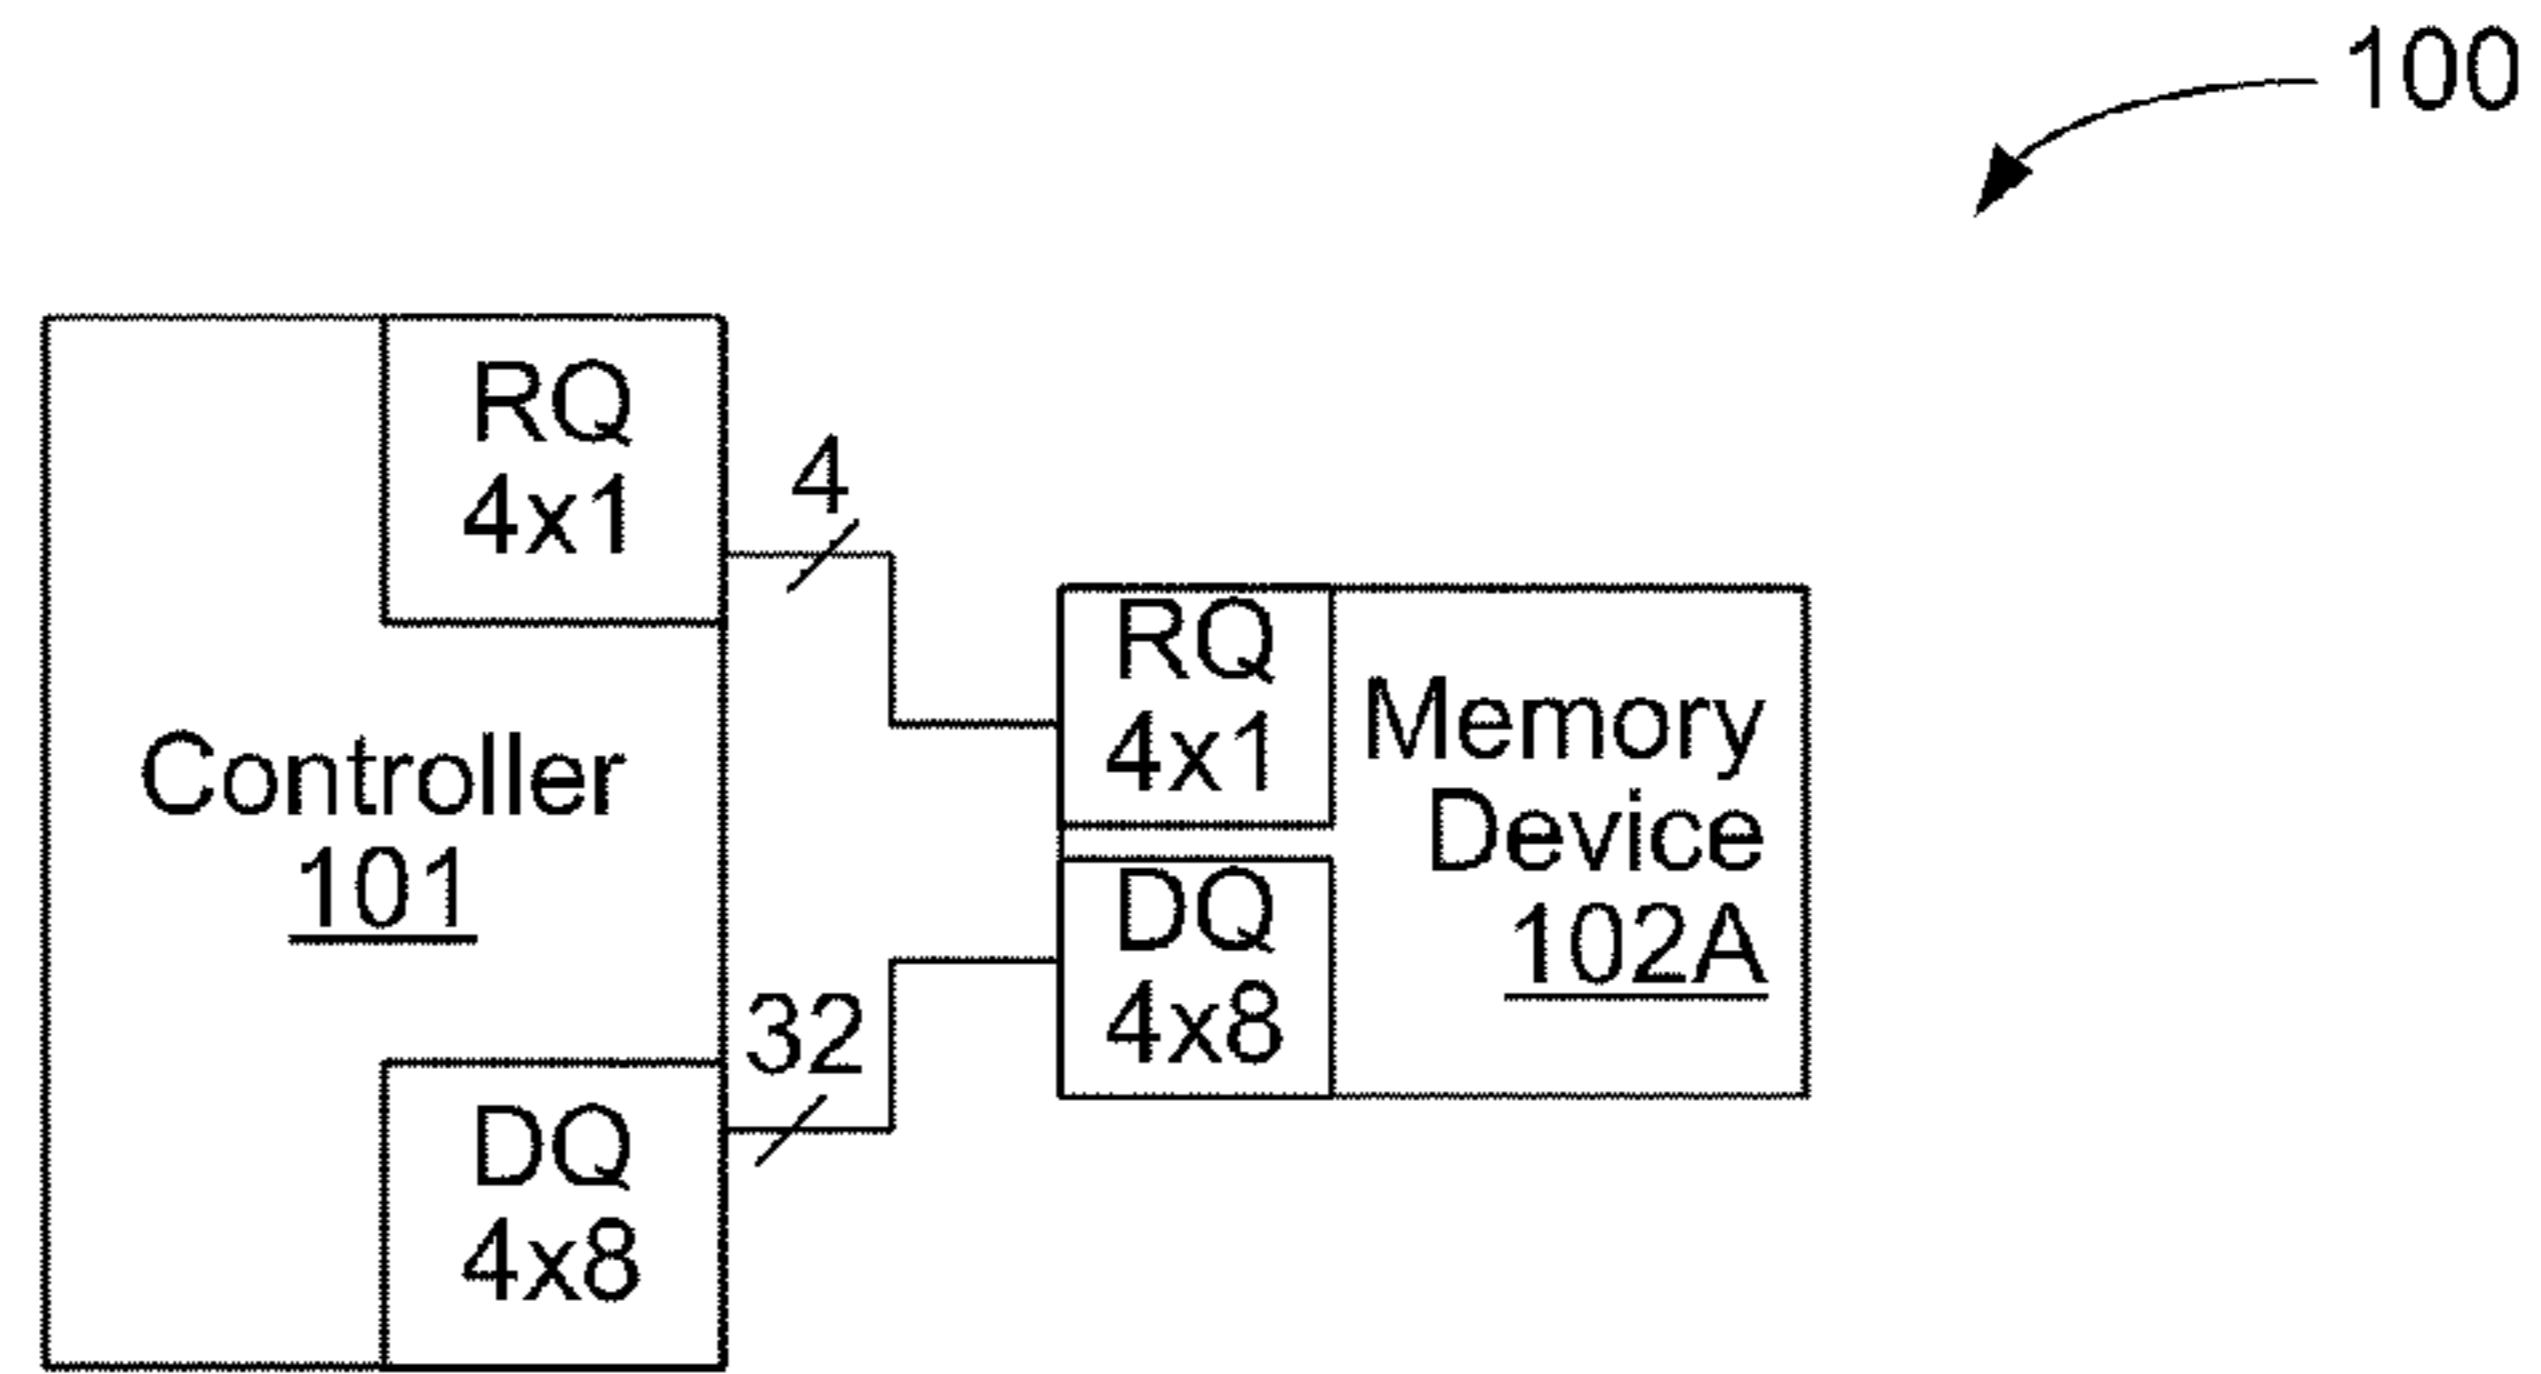 100
RQ
4x1
4
Controller
101
32
DQ
4x8
RQ
4x1
DQ
4x8
Memory
Device
102A